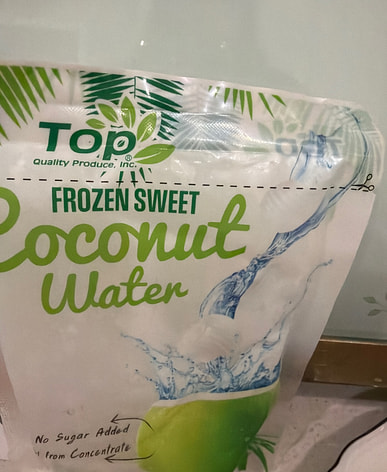 Top
Quality Produce, Inc.
FROZEN SWEET
Coconut
Water
No Sugar Added
from Concentrate